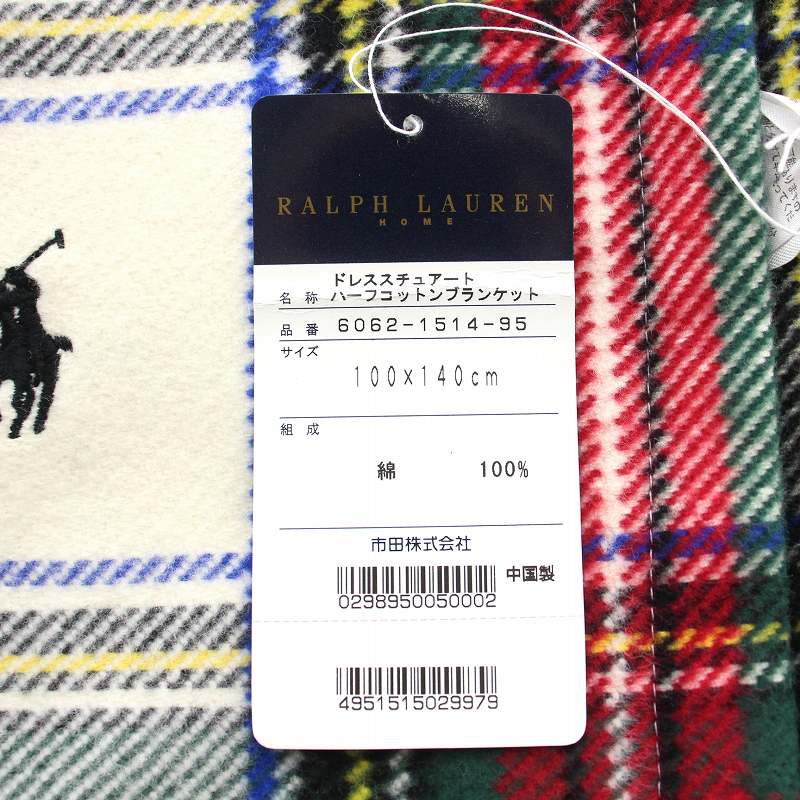 RALPH LAUREN
HOME
名称 ドレススチュアート
ハーフコットンブランケット
品番 6062-1514-95
サイズ
100×140cm
組成
綿 100%
市田株式会社
中国製
0298950050002
4951515029979